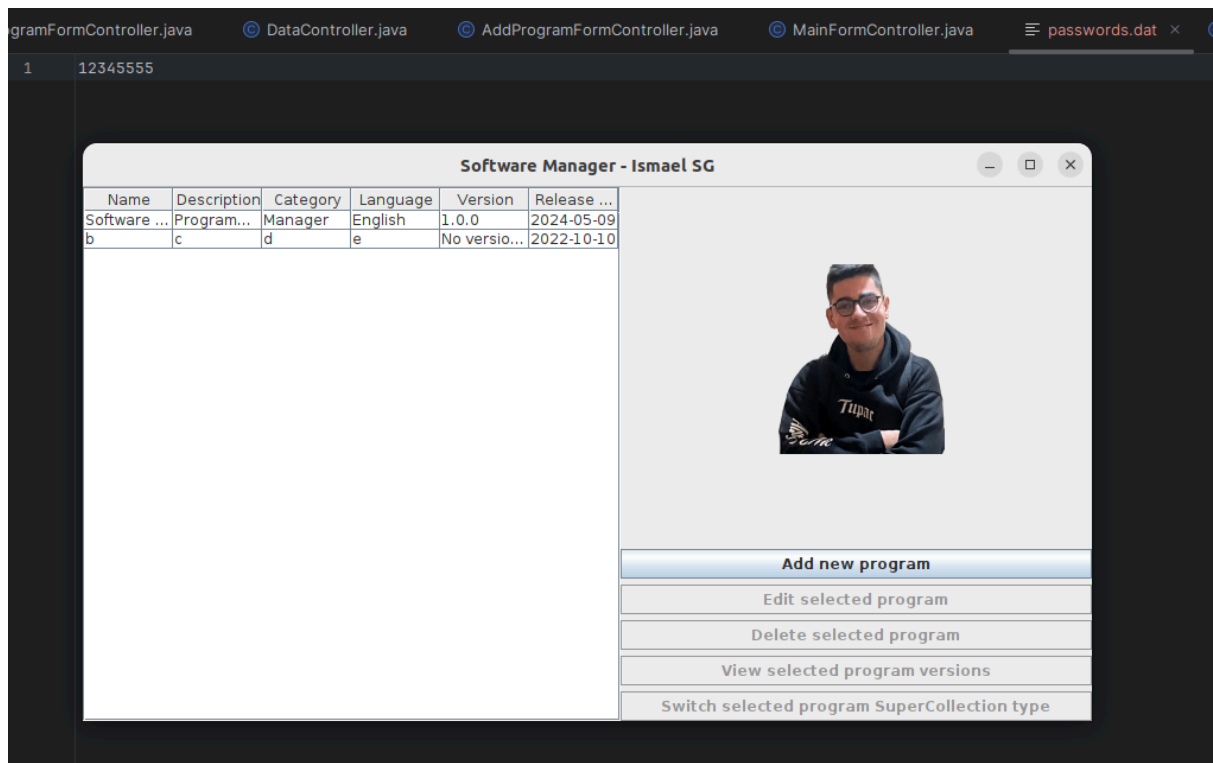 ogramFormController.java DataController.java AddProgramFormController.java MainFormController.java passwords.dat
1 12345555
Software Manager - Ismael SG
Name Description Category Language Version Release ...
Software ... Program... Manager English 1.0.0 2024-05-09
b c d e No versio... 2022-10-10
Tupac
Add new program
Edit selected program
Delete selected program
View selected program versions
Switch selected program SuperCollection type